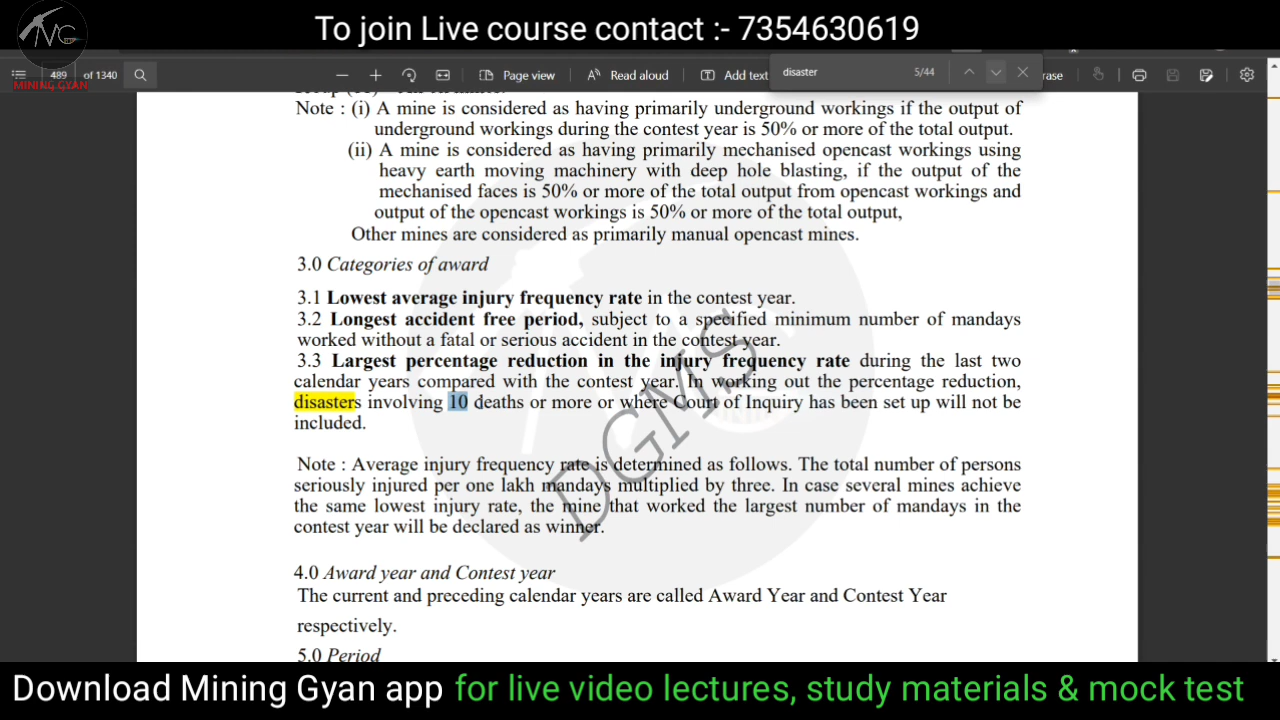 To join Live course contact :- 7354630619
MINING GYAN
489 of 1340
Page view
Read aloud
Add text
disaster 5/44
rase
Note : (i) A mine is considered as having primarily underground workings if the output of
underground workings during the contest year is 50% or more of the total output.
(ii) A mine is considered as having primarily mechanised opencast workings using
heavy earth moving machinery with deep hole blasting, if the output of the
mechanised faces is 50% or more of the total output from opencast workings and
output of the opencast workings is 50% or more of the total output,
Other mines are considered as primarily manual opencast mines.
3.0 Categories of award
3.1 Lowest average injury frequency rate in the contest year.
3.2 Longest accident free period, subject to a specified minimum number of mandays
worked without a fatal or serious accident in the contest year.
3.3 Largest percentage reduction in the injury frequency rate during the last two
calendar years compared with the contest year. In working out the percentage reduction,
disasters involving 10 deaths or more or where Court of Inquiry has been set up will not be
included.
Note : Average injury frequency rate is determined as follows. The total number of persons
seriously injured per one lakh mandays multiplied by three. In case several mines achieve
the same lowest injury rate, the mine that worked the largest number of mandays in the
contest year will be declared as winner.
DGMS
4.0 Award year and Contest year
The current and preceding calendar years are called Award Year and Contest Year
respectively.
5.0 Period
Download Mining Gyan app for live video lectures, study materials & mock test